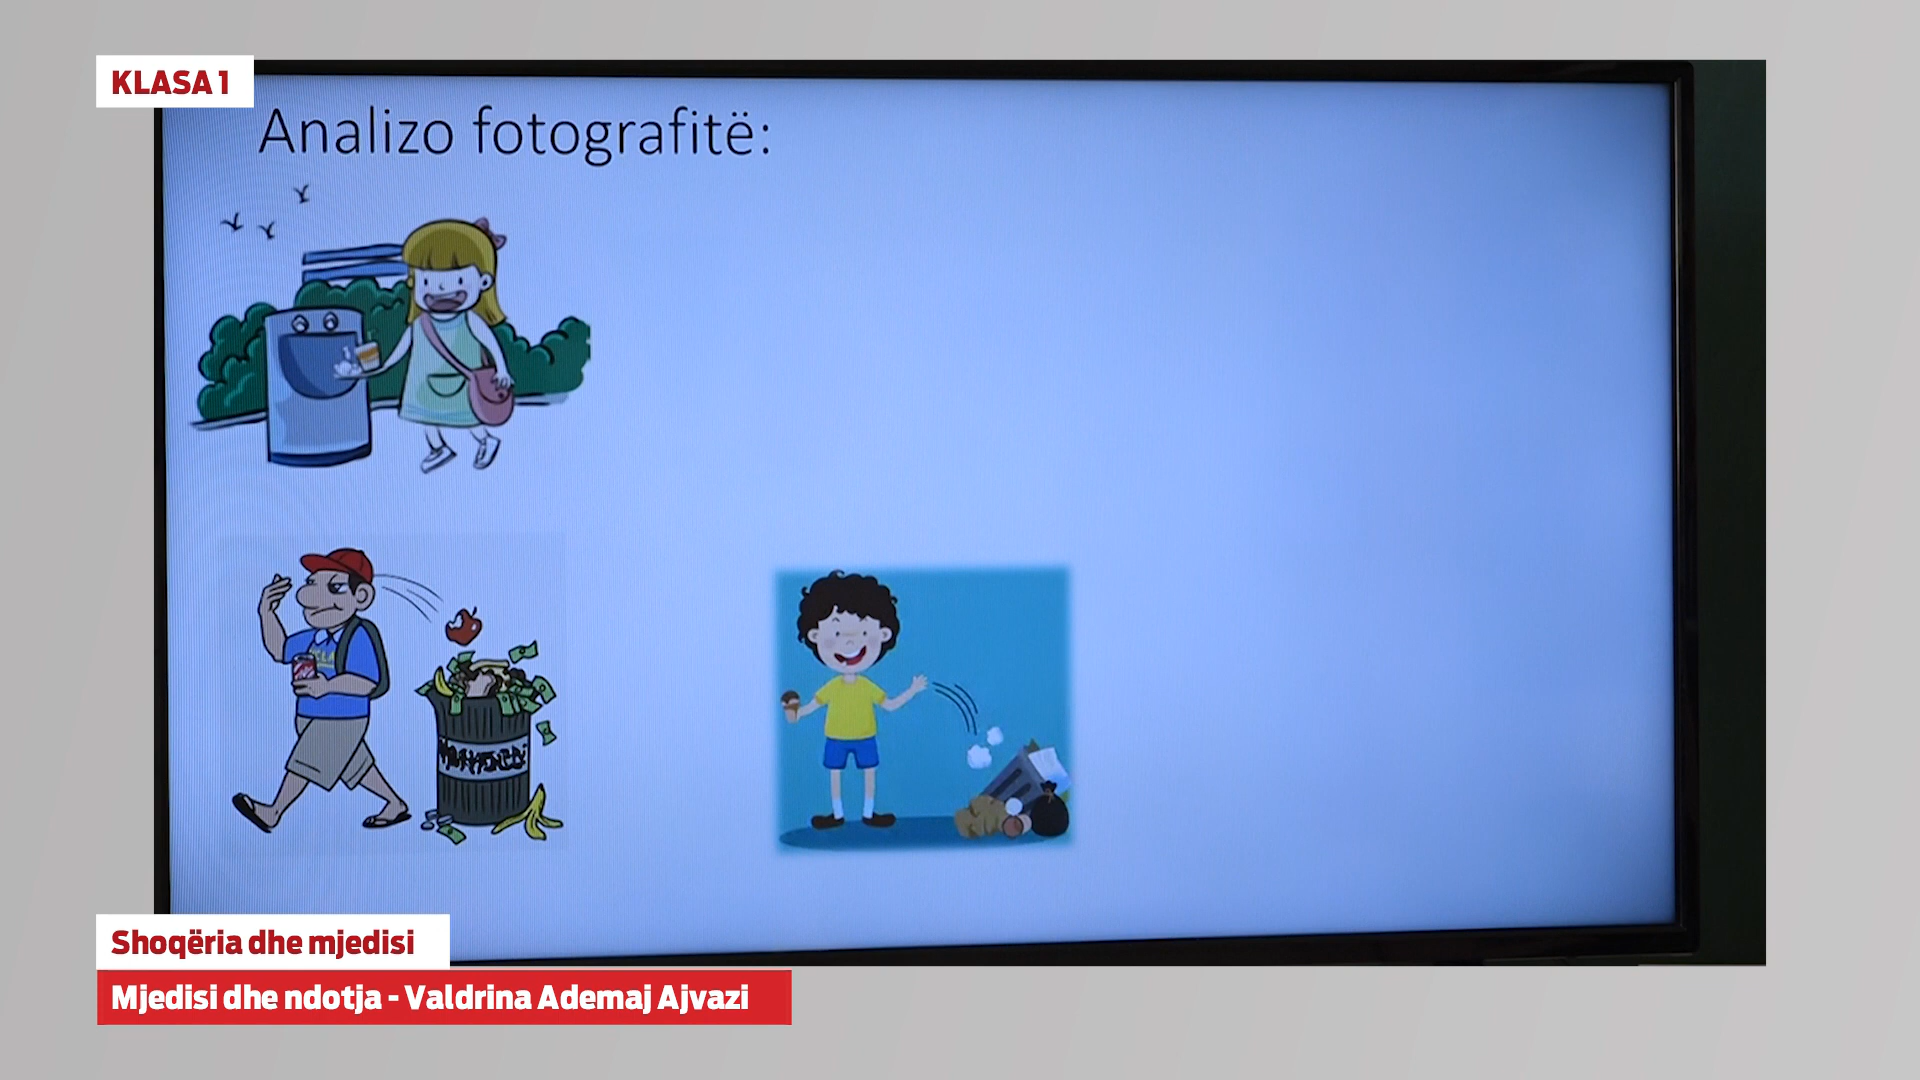 KLASA 1
Analizo fotografitë:
Shoqëria dhe mjedisi
Mjedisi dhe ndotja - Valdrina Ademaj Ajvazi